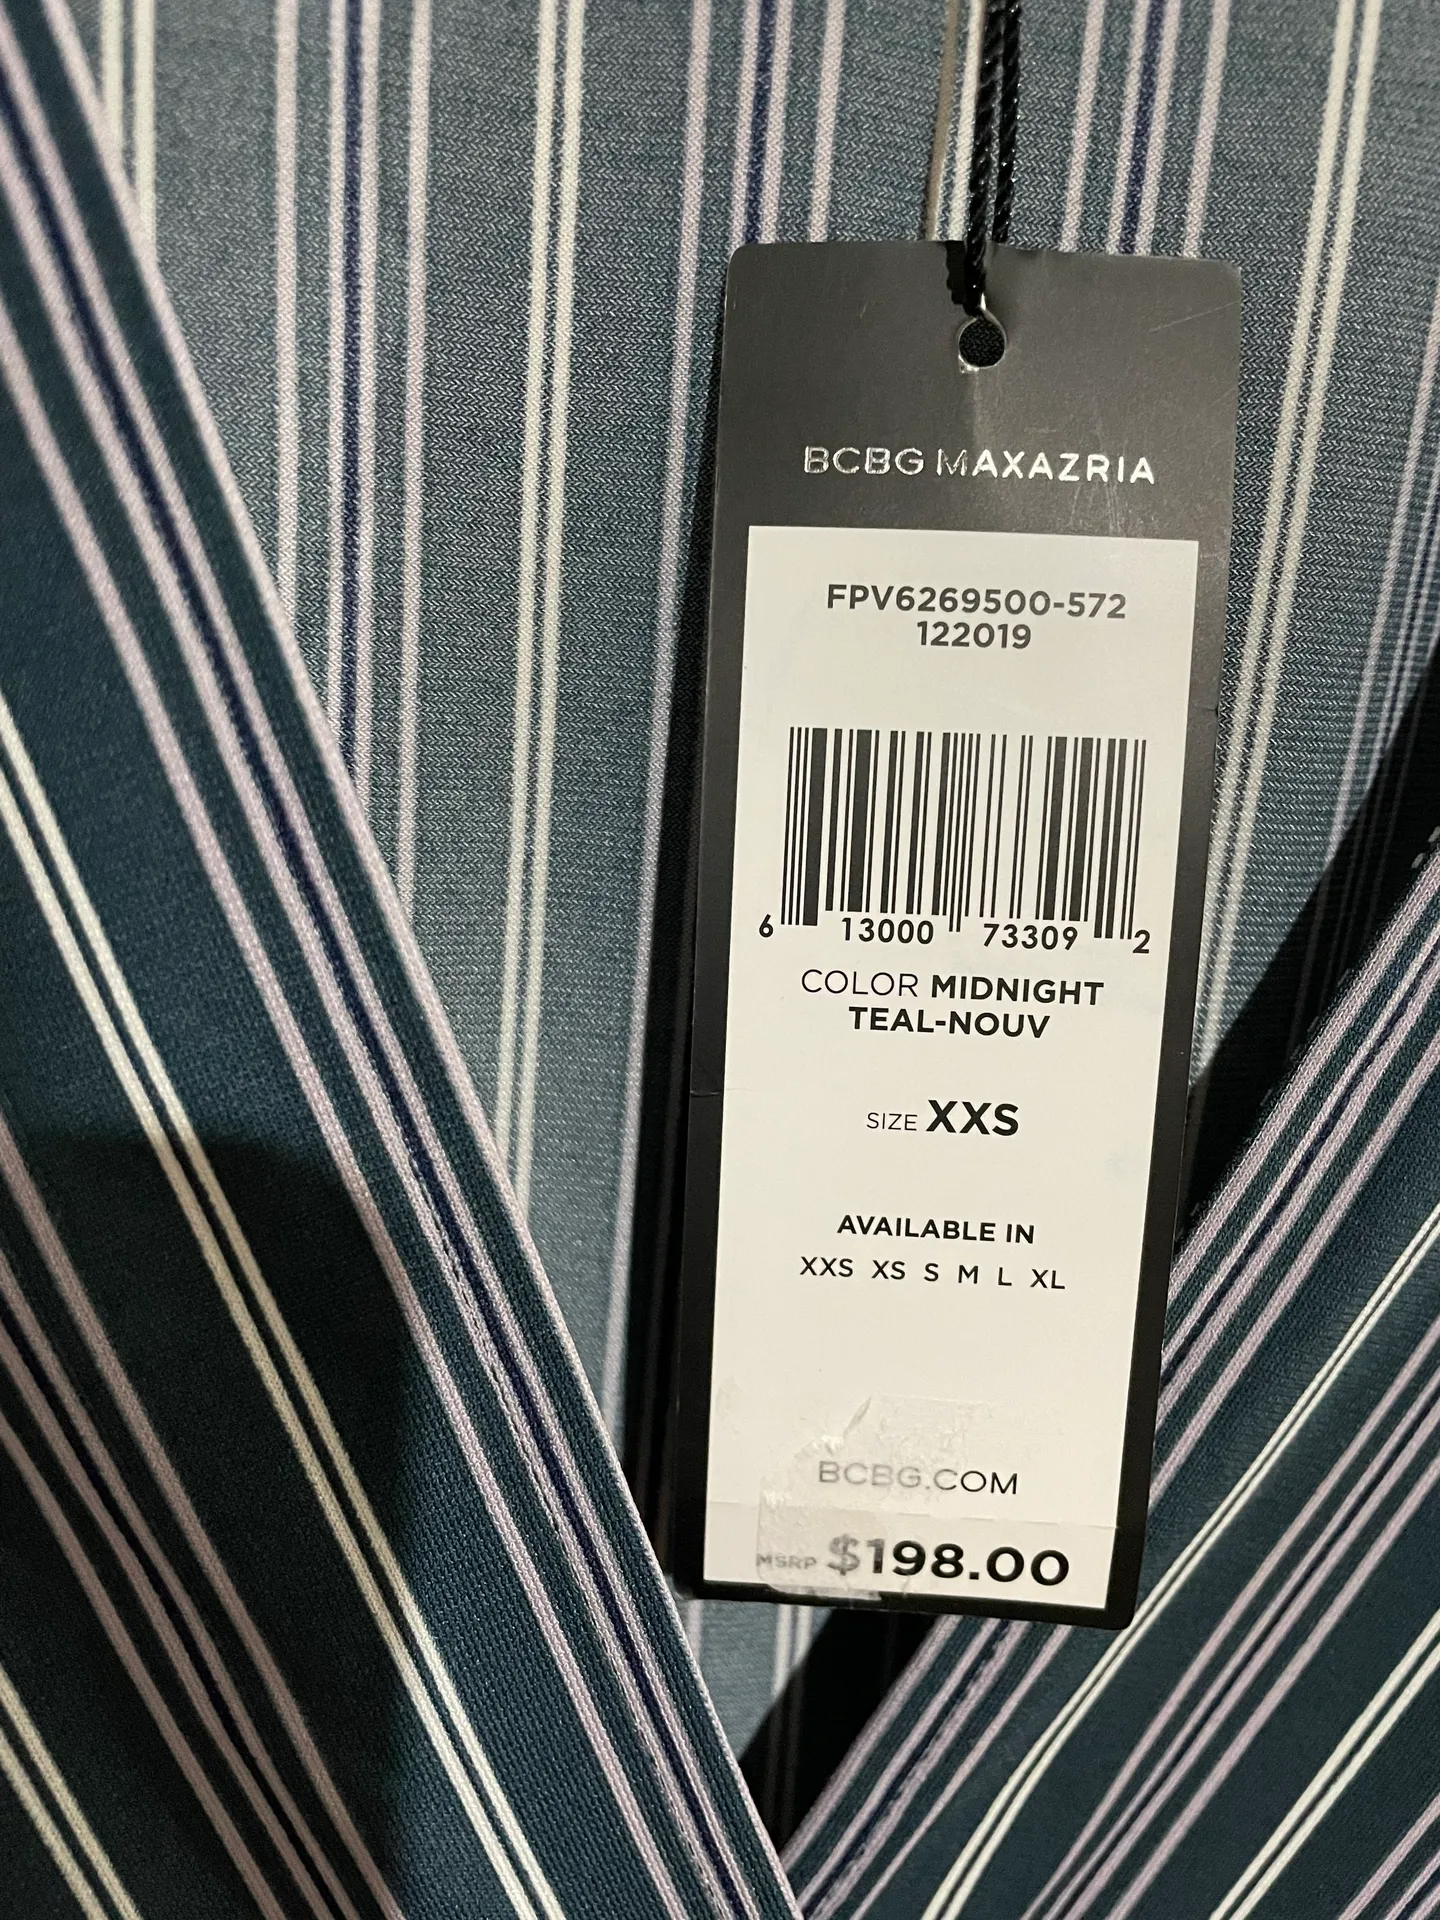 BCBG MAXAZRIA
FPV6269500-572
122019
6 13000 73309 2
COLOR MIDNIGHT
TEAL-NOUV
SIZE XXS
AVAILABLE IN
XXS XS S M L XL
BCBG.COM
MSRP $198.00